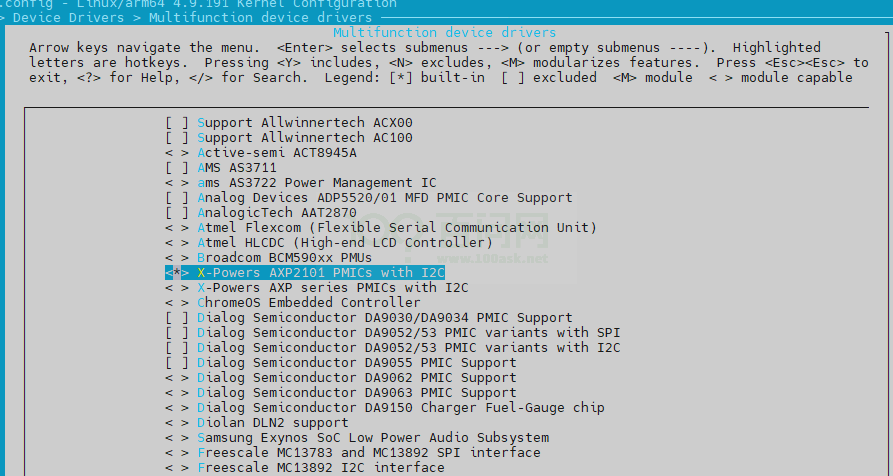 .config - Linux/arm64 4.9.191 Kernel Configuration
> Device Drivers > Multifunction device drivers
Multifunction device drivers
Arrow keys navigate the menu.  <Enter> selects submenus ---> (or empty submenus ----).  Highlighted
letters are hotkeys.  Pressing <Y> includes, <N> excludes, <M> modularizes features.  Press <Esc><Esc> to
exit, <?> for Help, </> for Search.  Legend: [*] built-in  [ ] excluded  <M> module  < > module capable
[ ] Support Allwinnertech ACX00
[ ] Support Allwinnertech AC100
< > Active-semi ACT8945A
[ ] AMS AS3711
< > ams AS3722 Power Management IC
[ ] Analog Devices ADP5520/01 MFD PMIC Core Support
[ ] AnalogicTech AAT2870
< > Atmel Flexcom (Flexible Serial Communication Unit)
< > Atmel HLCDC (High-end LCD Controller)
< > Broadcom BCM590xx PMUs
<*> X-Powers AXP2101 PMICs with I2C
< > X-Powers AXP series PMICs with I2C
< > ChromeOS Embedded Controller
[ ] Dialog Semiconductor DA9030/DA9034 PMIC Support
[ ] Dialog Semiconductor DA9052/53 PMIC variants with SPI
[ ] Dialog Semiconductor DA9052/53 PMIC variants with I2C
[ ] Dialog Semiconductor DA9055 PMIC Support
< > Dialog Semiconductor DA9062 PMIC Support
< > Dialog Semiconductor DA9063 PMIC Support
< > Dialog Semiconductor DA9150 Charger Fuel-Gauge chip
< > Diolan DLN2 support
< > Samsung Exynos SoC Low Power Audio Subsystem
< > Freescale MC13783 and MC13892 SPI interface
< > Freescale MC13892 I2C interface
百问网
www.100ask.net